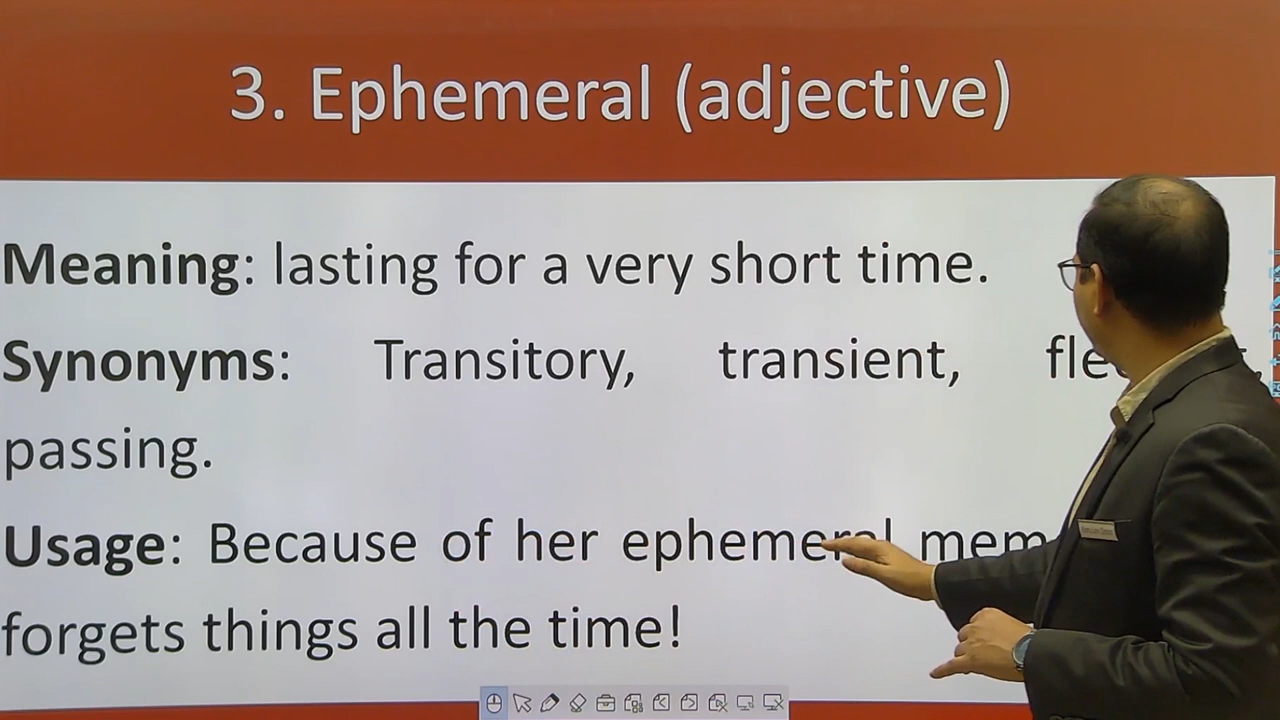 3. Ephemeral (adjective)
Meaning: lasting for a very short time.
Synonyms: Transitory, transient,
passing.
Usage: Because of her ephemeral
forgets things all the time!